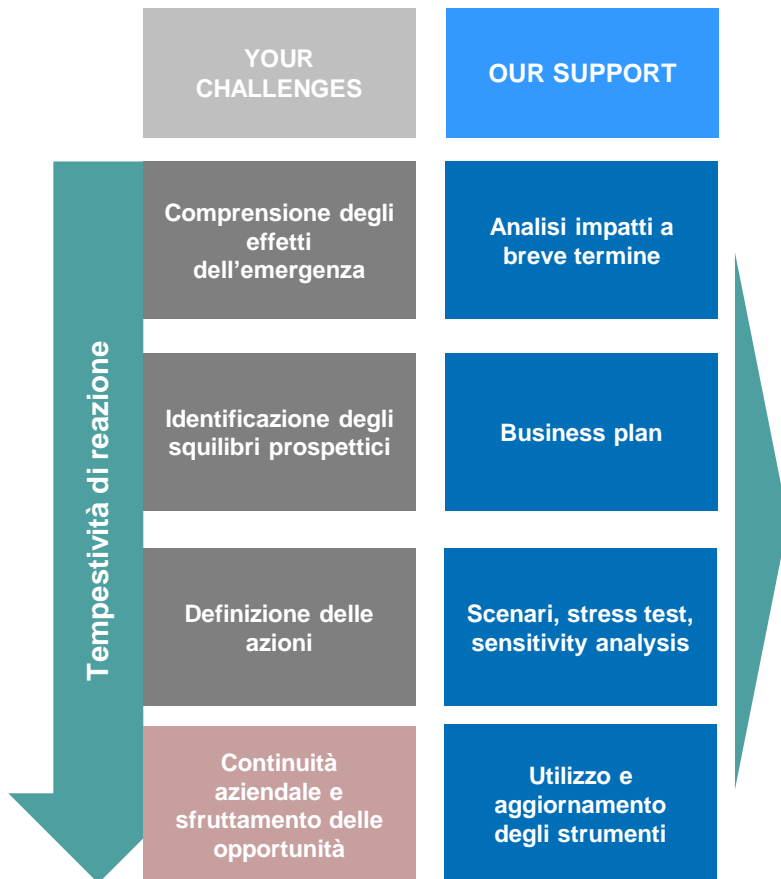 YOUR
CHALLENGES
OUR SUPPORT
Tempestività di reazione
Comprensione degli
effetti
dell’emergenza
Analisi impatti a
breve termine
Identificazione degli
squilibri prospettici
Business plan
Definizione delle
azioni
Scenari, stress test,
sensitivity analysis
Continuità
aziendale e
sfruttamento delle
opportunità
Utilizzo e
aggiornamento
degli strumenti